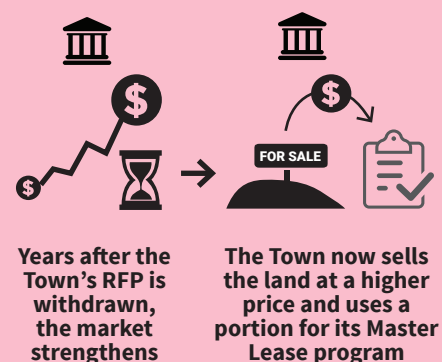 $
$
$
FOR SALE
Years after the
Town's RFP is
withdrawn,
the market
strengthens
The Town now sells
the land at a higher
price and uses a
portion for its Master
Lease program